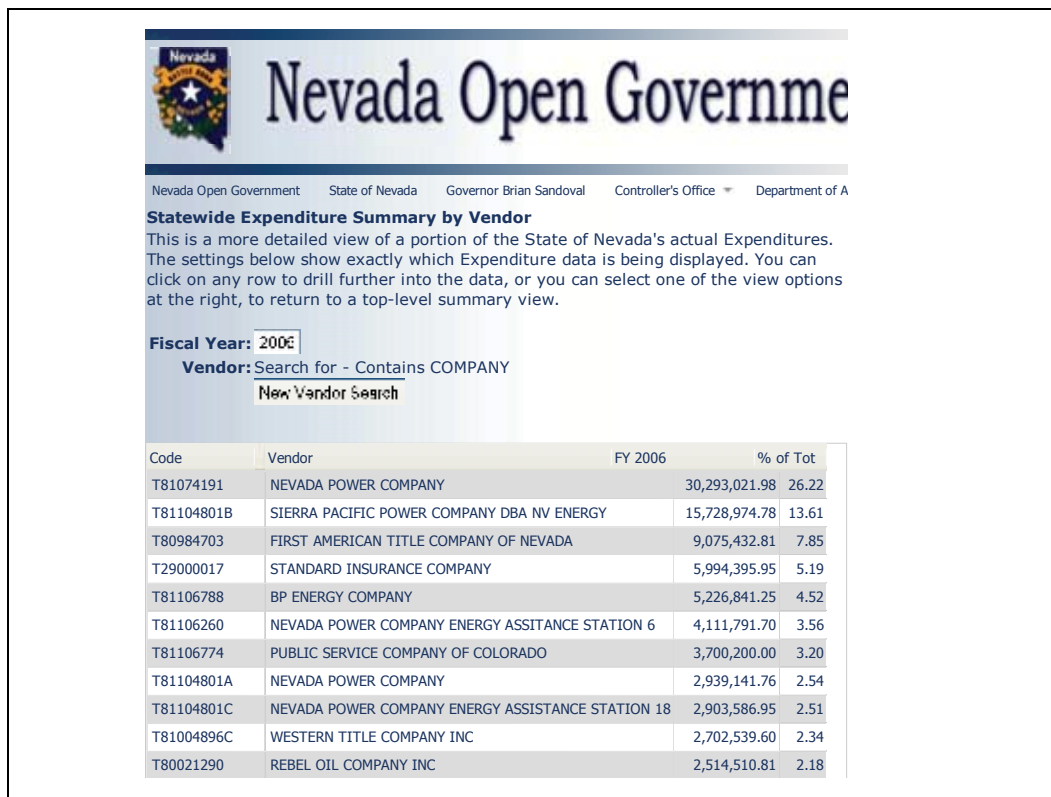 Nevada
BATTLE BORN
Nevada Open Governme
Nevada Open Government State of Nevada Governor Brian Sandoval Controller's Office Department of A
Statewide Expenditure Summary by Vendor
This is a more detailed view of a portion of the State of Nevada's actual Expenditures.
The settings below show exactly which Expenditure data is being displayed. You can
click on any row to drill further into the data, or you can select one of the view options
at the right, to return to a top-level summary view.
Fiscal Year: 2006
Vendor: Search for - Contains COMPANY
New Vendor Search
Code Vendor FY 2006 % of Tot
T81074191 NEVADA POWER COMPANY 30,293,021.98 26.22
T81104801B SIERRA PACIFIC POWER COMPANY DBA NV ENERGY 15,728,974.78 13.61
T80984703 FIRST AMERICAN TITLE COMPANY OF NEVADA 9,075,432.81 7.85
T29000017 STANDARD INSURANCE COMPANY 5,994,395.95 5.19
T81106788 BP ENERGY COMPANY 5,226,841.25 4.52
T81106260 NEVADA POWER COMPANY ENERGY ASSITANCE STATION 6 4,111,791.70 3.56
T81106774 PUBLIC SERVICE COMPANY OF COLORADO 3,700,200.00 3.20
T81104801A NEVADA POWER COMPANY 2,939,141.76 2.54
T81104801C NEVADA POWER COMPANY ENERGY ASSISTANCE STATION 18 2,903,586.95 2.51
T81004896C WESTERN TITLE COMPANY INC 2,702,539.60 2.34
T80021290 REBEL OIL COMPANY INC 2,514,510.81 2.18